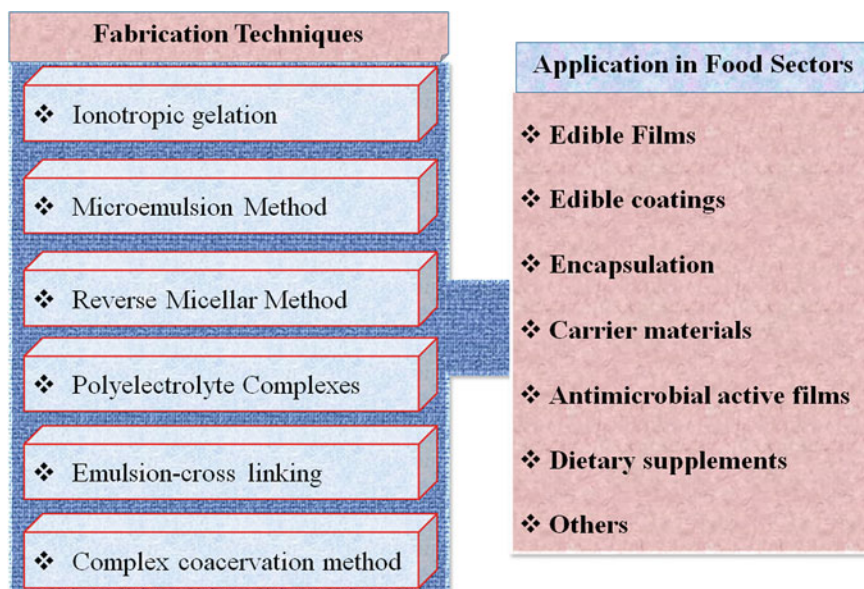 Fabrication Techniques
❖ Ionotropic gelation
❖ Microemulsion Method
❖ Reverse Micellar Method
❖ Polyelectrolyte Complexes
❖ Emulsion-cross linking
❖ Complex coacervation method
Application in Food Sectors
❖ Edible Films
❖ Edible coatings
❖ Encapsulation
❖ Carrier materials
❖ Antimicrobial active films
❖ Dietary supplements
❖ Others